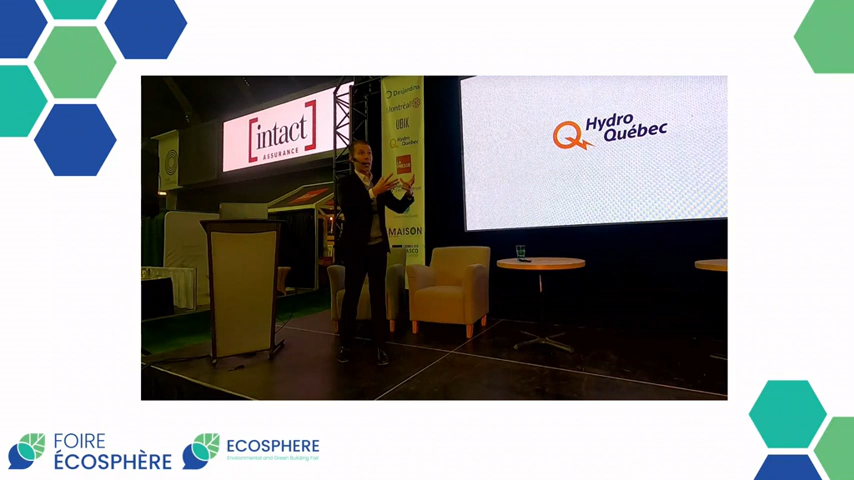 [intact]
ASSURANCE
Desjardins
Montréal
UBIK
Hydro
Québec
MAISON
Hydro
Québec
FOIRE
ÉCOSPHÈRE
ECOSPHERE
Environmental and Green Building Fair